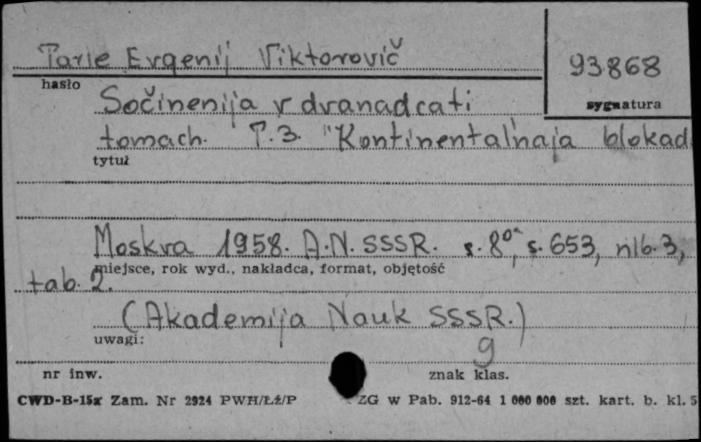 Tarle Evgenij Viktorovič
93868
hasło
sygnatura
Sočinenija v dvanadcati
tomach. T.3. "Kontinental'naja blokad
tytuł
Moskva 1958. A.N. SSSR. s. 8°, s. 653, nlb. 3,
miejsce, rok wyd., nakładca, format, objętość
tab. 2.
(Akademija Nauk SSSR.)
uwagi:
g
nr inw.
znak klas.
CWD-B-15x Zam. Nr 2924 PWH/Łż/P ZG w Pab. 912-64 1 000 000 szt. kart. b. kl. 5